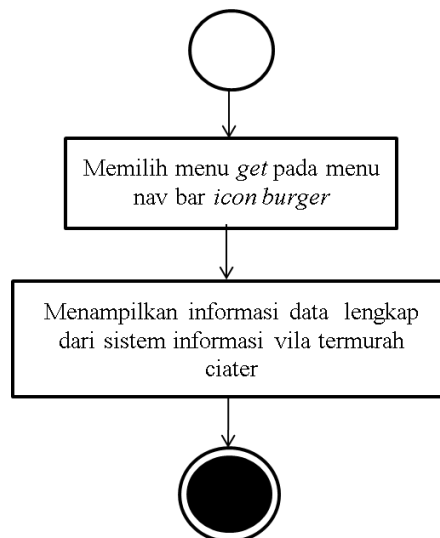 Memilih menu get pada menu
nav bar icon burger
Menampilkan informasi data lengkap
dari sistem informasi vila termurah
ciater